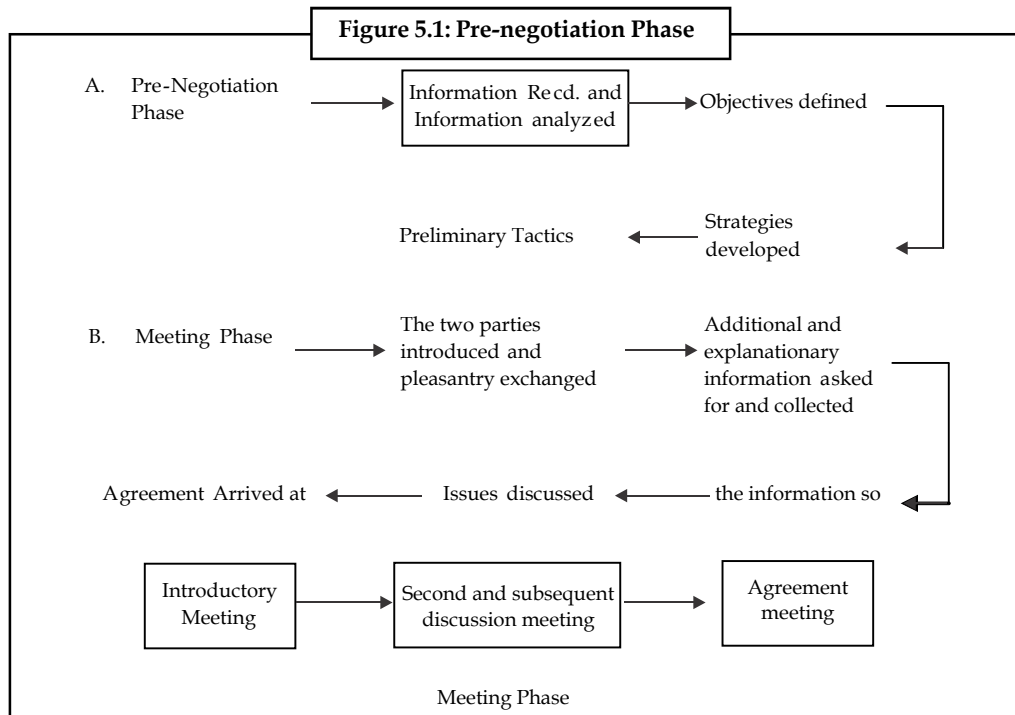 Figure 5.1: Pre-negotiation Phase
A. Pre-Negotiation
Phase
Information Recd. and
Information analyzed
Objectives defined
Strategies
developed
Preliminary Tactics
B. Meeting Phase
The two parties
introduced and
pleasantry exchanged
Additional and
explanationary
information asked
for and collected
the information so
Issues discussed
Agreement Arrived at
Introductory
Meeting
Second and subsequent
discussion meeting
Agreement
meeting
Meeting Phase